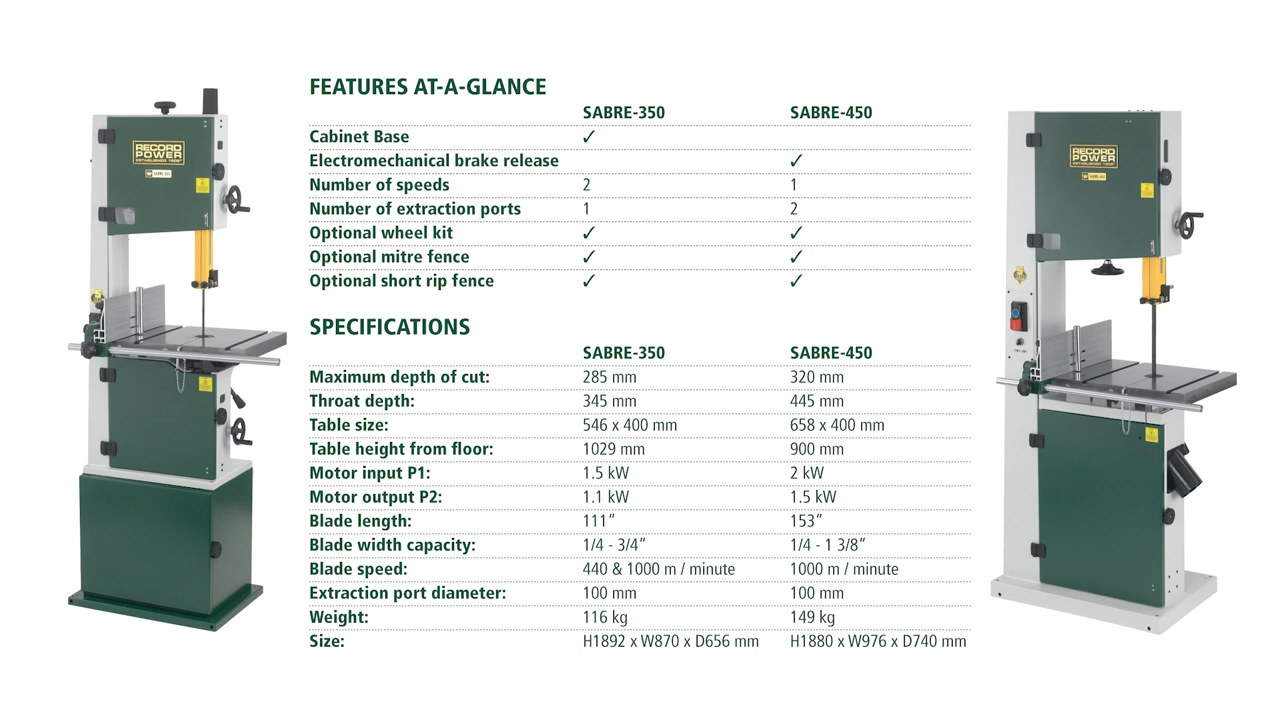 FEATURES AT-A-GLANCE
SABRE-350 SABRE-450
Cabinet Base ✓
Electromechanical brake release ✓
Number of speeds 2 1
Number of extraction ports 1 2
Optional wheel kit ✓ ✓
Optional mitre fence ✓ ✓
Optional short rip fence ✓ ✓
SPECIFICATIONS
SABRE-350 SABRE-450
Maximum depth of cut: 285 mm 320 mm
Throat depth: 345 mm 445 mm
Table size: 546 x 400 mm 658 x 400 mm
Table height from floor: 1029 mm 900 mm
Motor input P1: 1.5 kW 2 kW
Motor output P2: 1.1 kW 1.5 kW
Blade length: 111” 153”
Blade width capacity: 1/4 - 3/4” 1/4 - 1 3/8”
Blade speed: 440 & 1000 m / minute 1000 m / minute
Extraction port diameter: 100 mm 100 mm
Weight: 116 kg 149 kg
Size: H1892 x W870 x D656 mm H1880 x W976 x D740 mm
RECORD
POWER
SABRE-350
RECORD
POWER
SABRE-450